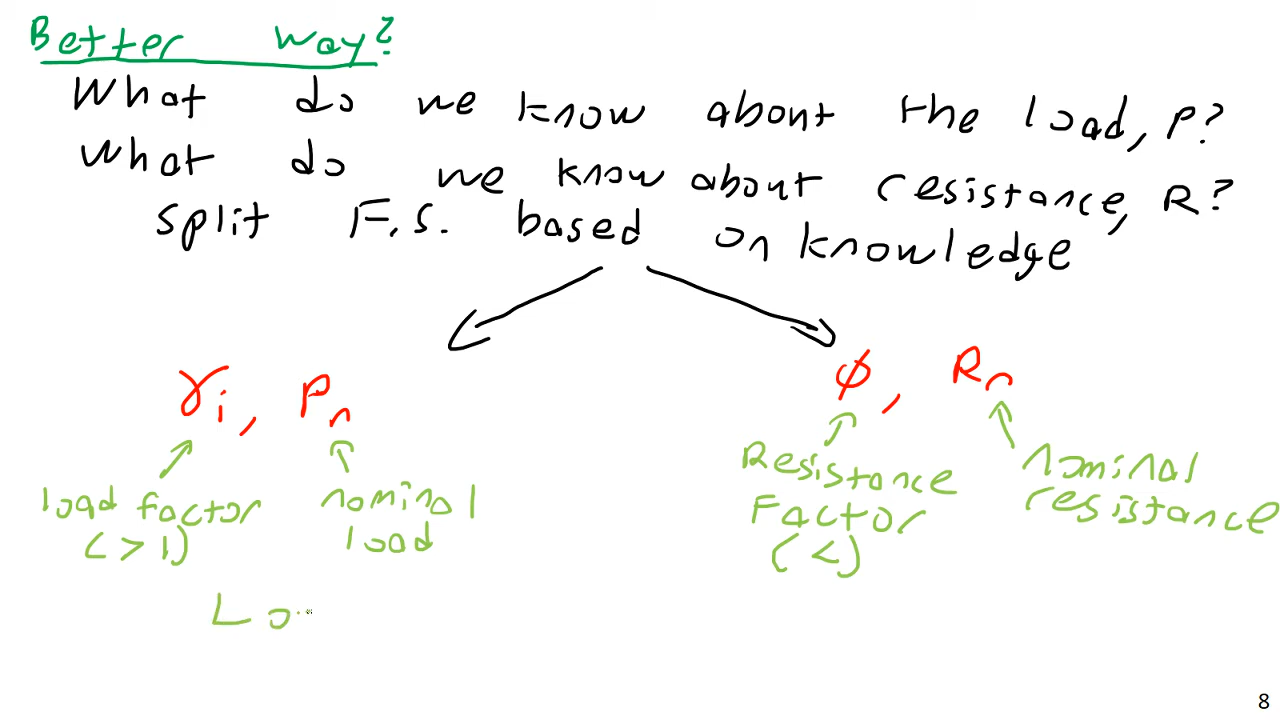 Better way?
What do we know about the load, P?
What do we know about resistance, R?
split F.S. based on knowledge
γi, Pn
ϕ, Rn
load factor
(>1)
nominal
load
Resistance
Factor
(<)
nominal
resistance
Lo
8